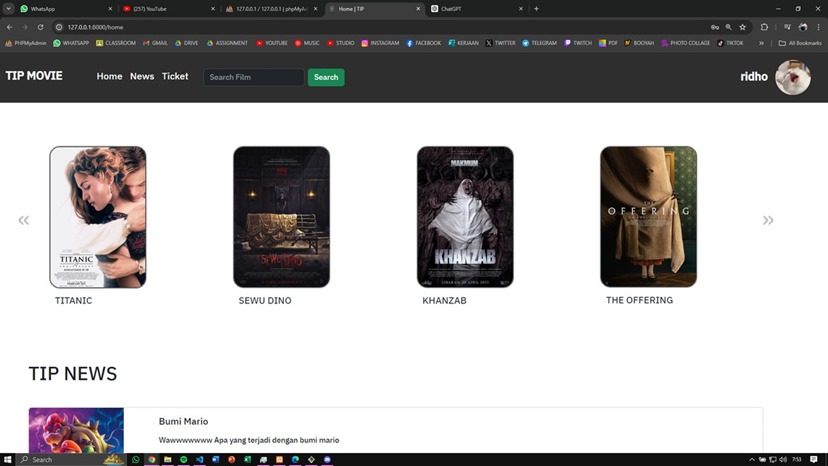 WhatsApp
(257) YouTube
127.0.0.1 / 127.0.0.1 | phpMyAd
Home | TIP
ChatGPT
127.0.0.1:8000/home
PHPMyAdmin WHATSAPP CLASSROOM GMAIL DRIVE DRIVE ASSIGNMENT YOUTUBE MUSIC STUDIO INSTAGRAM FACEBOOK KERJAAN TWITTER TELEGRAM TWITCH PDF BOOYAH PHOTO COLLAGE TIKTOK » All Bookmarks
TIP MOVIE Home News Ticket Search Film Search ridho
« »
TITANIC
SEWU DINO
MAKMUM
KHANZAB
THE
OFFERING
TITANIC SEWU DINO KHANZAB THE OFFERING
TIP NEWS
Bumi Mario
Wawwwwwww Apa yang terjadi dengan bumi mario
Search
7:53